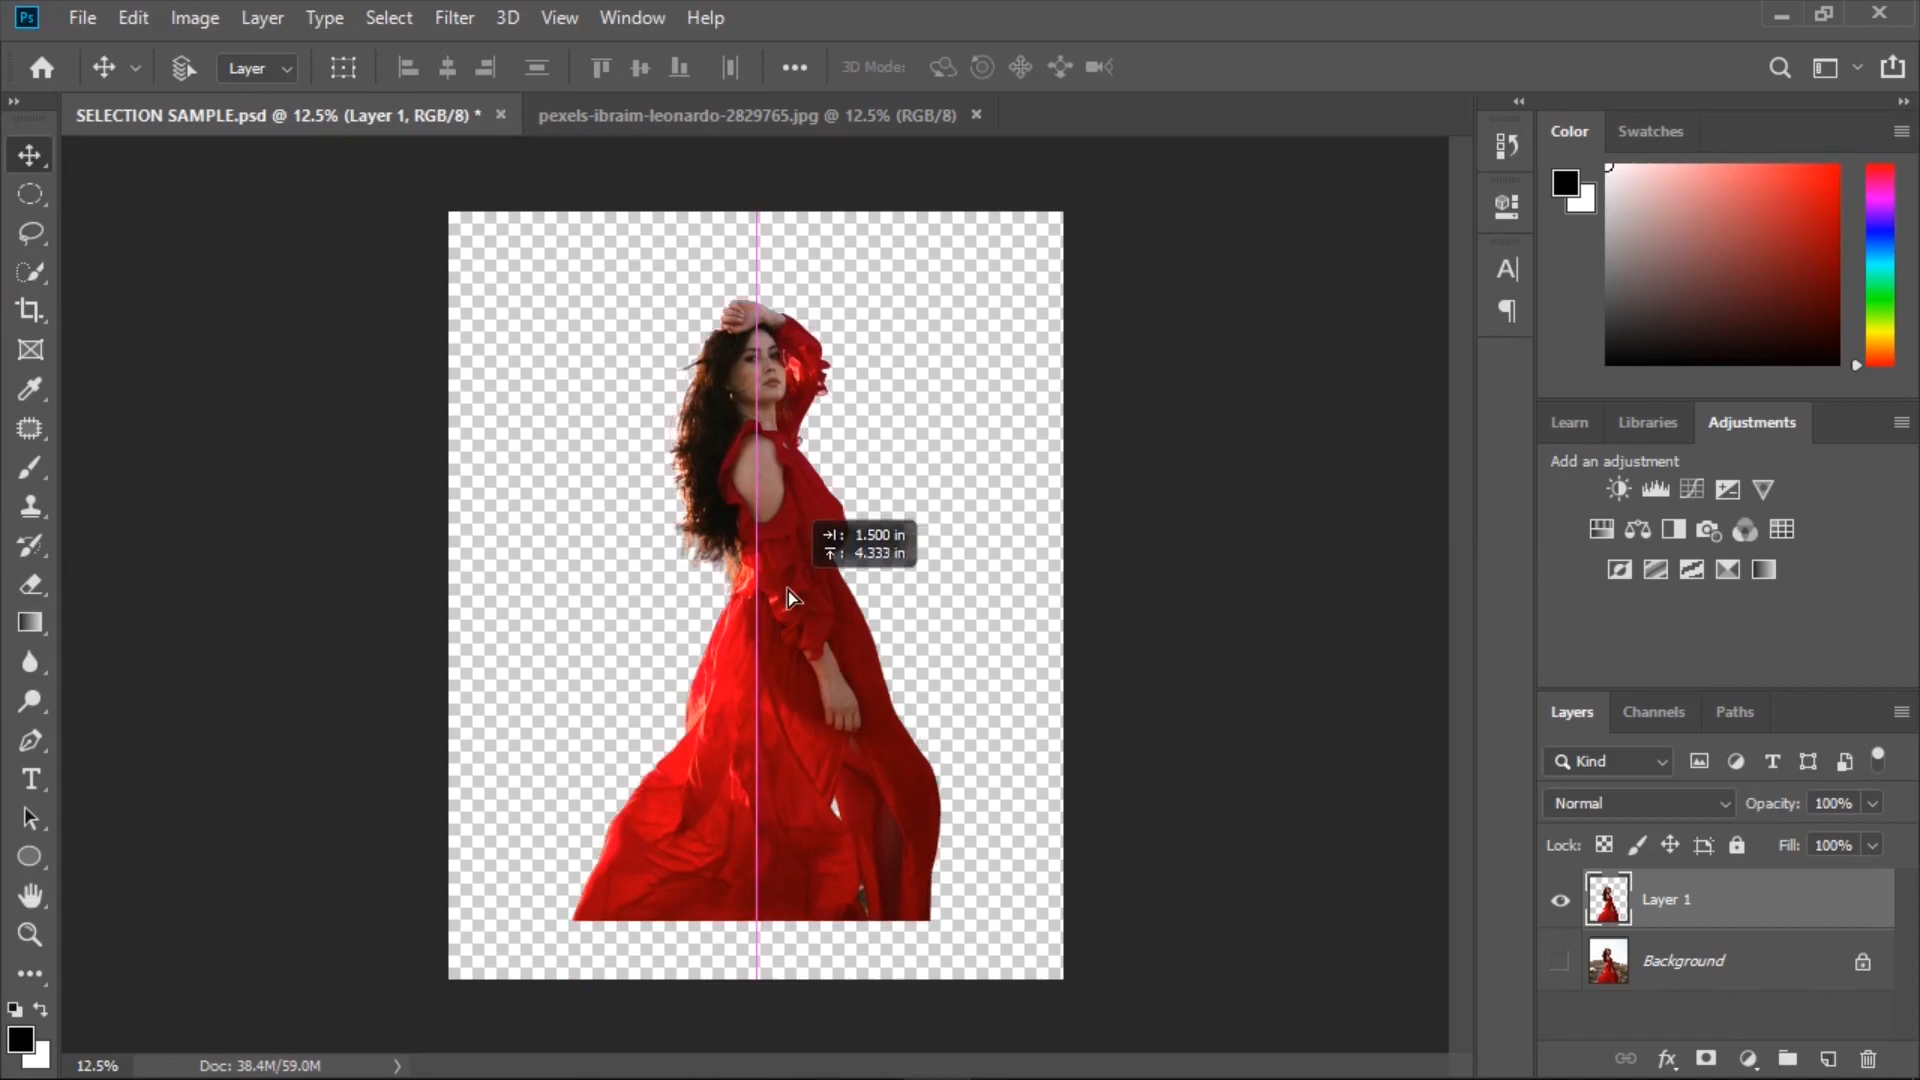 Ps File Edit Image Layer Type Select Filter 3D View Window Help
Layer 3D Mode:
SELECTION SAMPLE.psd @ 12.5% (Layer 1, RGB/8) * pexels-ibraim-leonardo-2829765.jpg @ 12.5% (RGB/8)
Color Swatches
A
1.500 in
4.333 in
Learn Libraries Adjustments
Add an adjustment
Layers Channels Paths
Kind T
Normal Opacity: 100%
Lock: Fill: 100%
Layer 1
Background
fx
T
12.5% Doc: 38.4M/59.0M